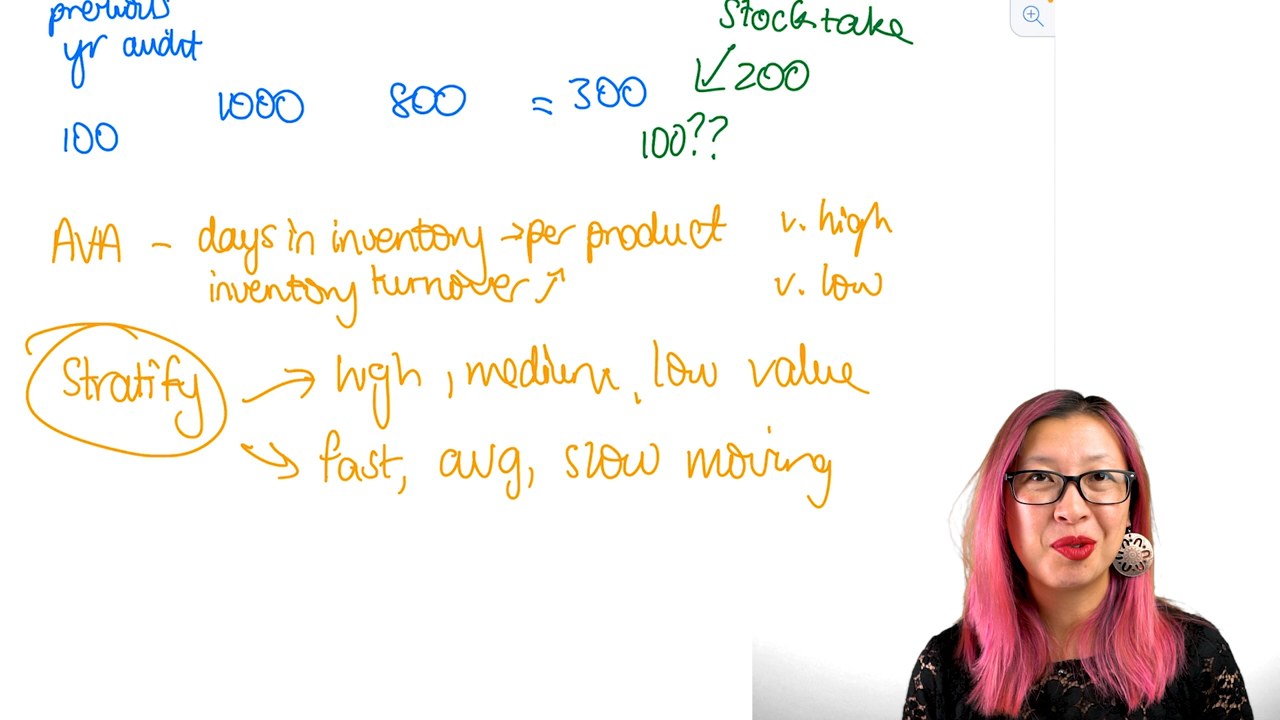 previous
yr audit
Stocktake
100 1000 800 = 300
200
100??
AVA - days in inventory → per product v. high
inventory turnover v. low
Stratify → high, medium, low value
fast, avg, slow moving